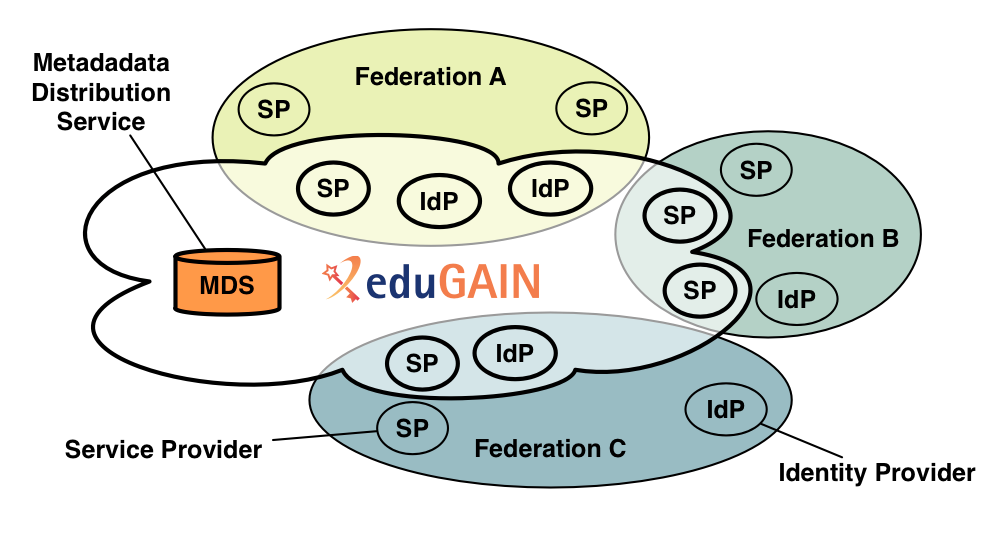 Metadadata
Distribution
Service
Federation A
SP
SP
SP
IdP
IdP
SP
SP
Federation B
SP
IdP
MDS
eduGAIN
SP
IdP
SP
IdP
Federation C
Service Provider
Identity Provider